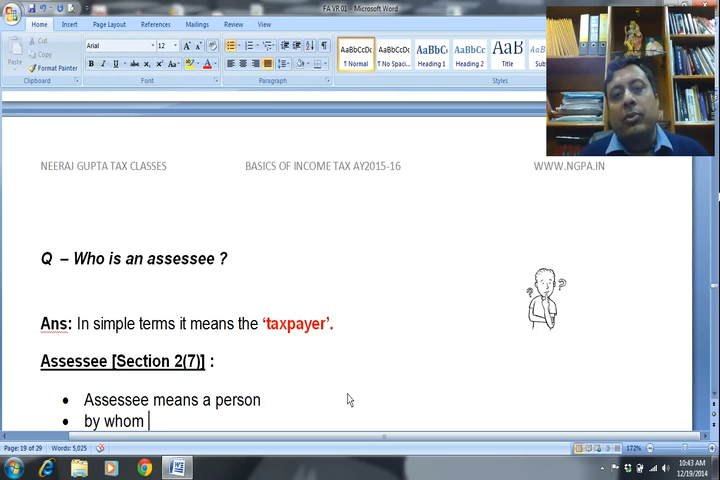 FA VR 01 - Microsoft Word
Home Insert Page Layout References Mailings Review View
Cut
Copy
Format Painter
Paste
Clipboard
Arial 12
Font
Paragraph
AaBbCcDc AaBbCcDc AaBbC AaBbCc AaB AaBbC
¶ Normal ¶ No Spaci... Heading 1 Heading 2 Title Sub
Styles
NEERAJ GUPTA TAX CLASSES BASICS OF INCOME TAX AY2015-16 WWW.NGPA.IN
Q – Who is an assessee ?
Ans: In simple terms it means the ‘taxpayer’.
Assessee [Section 2(7)] :
• Assessee means a person
• by whom
Page: 19 of 29 Words: 5,025 172%
10:43 AM
12/19/2014